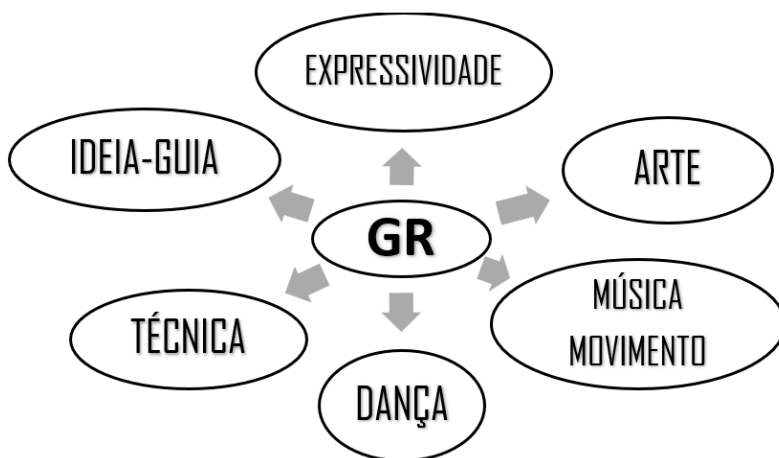 EXPRESSIVIDADE
IDEIA-GUIA
ARTE
GR
MÚSICA
MOVIMENTO
TÉCNICA
DANÇA